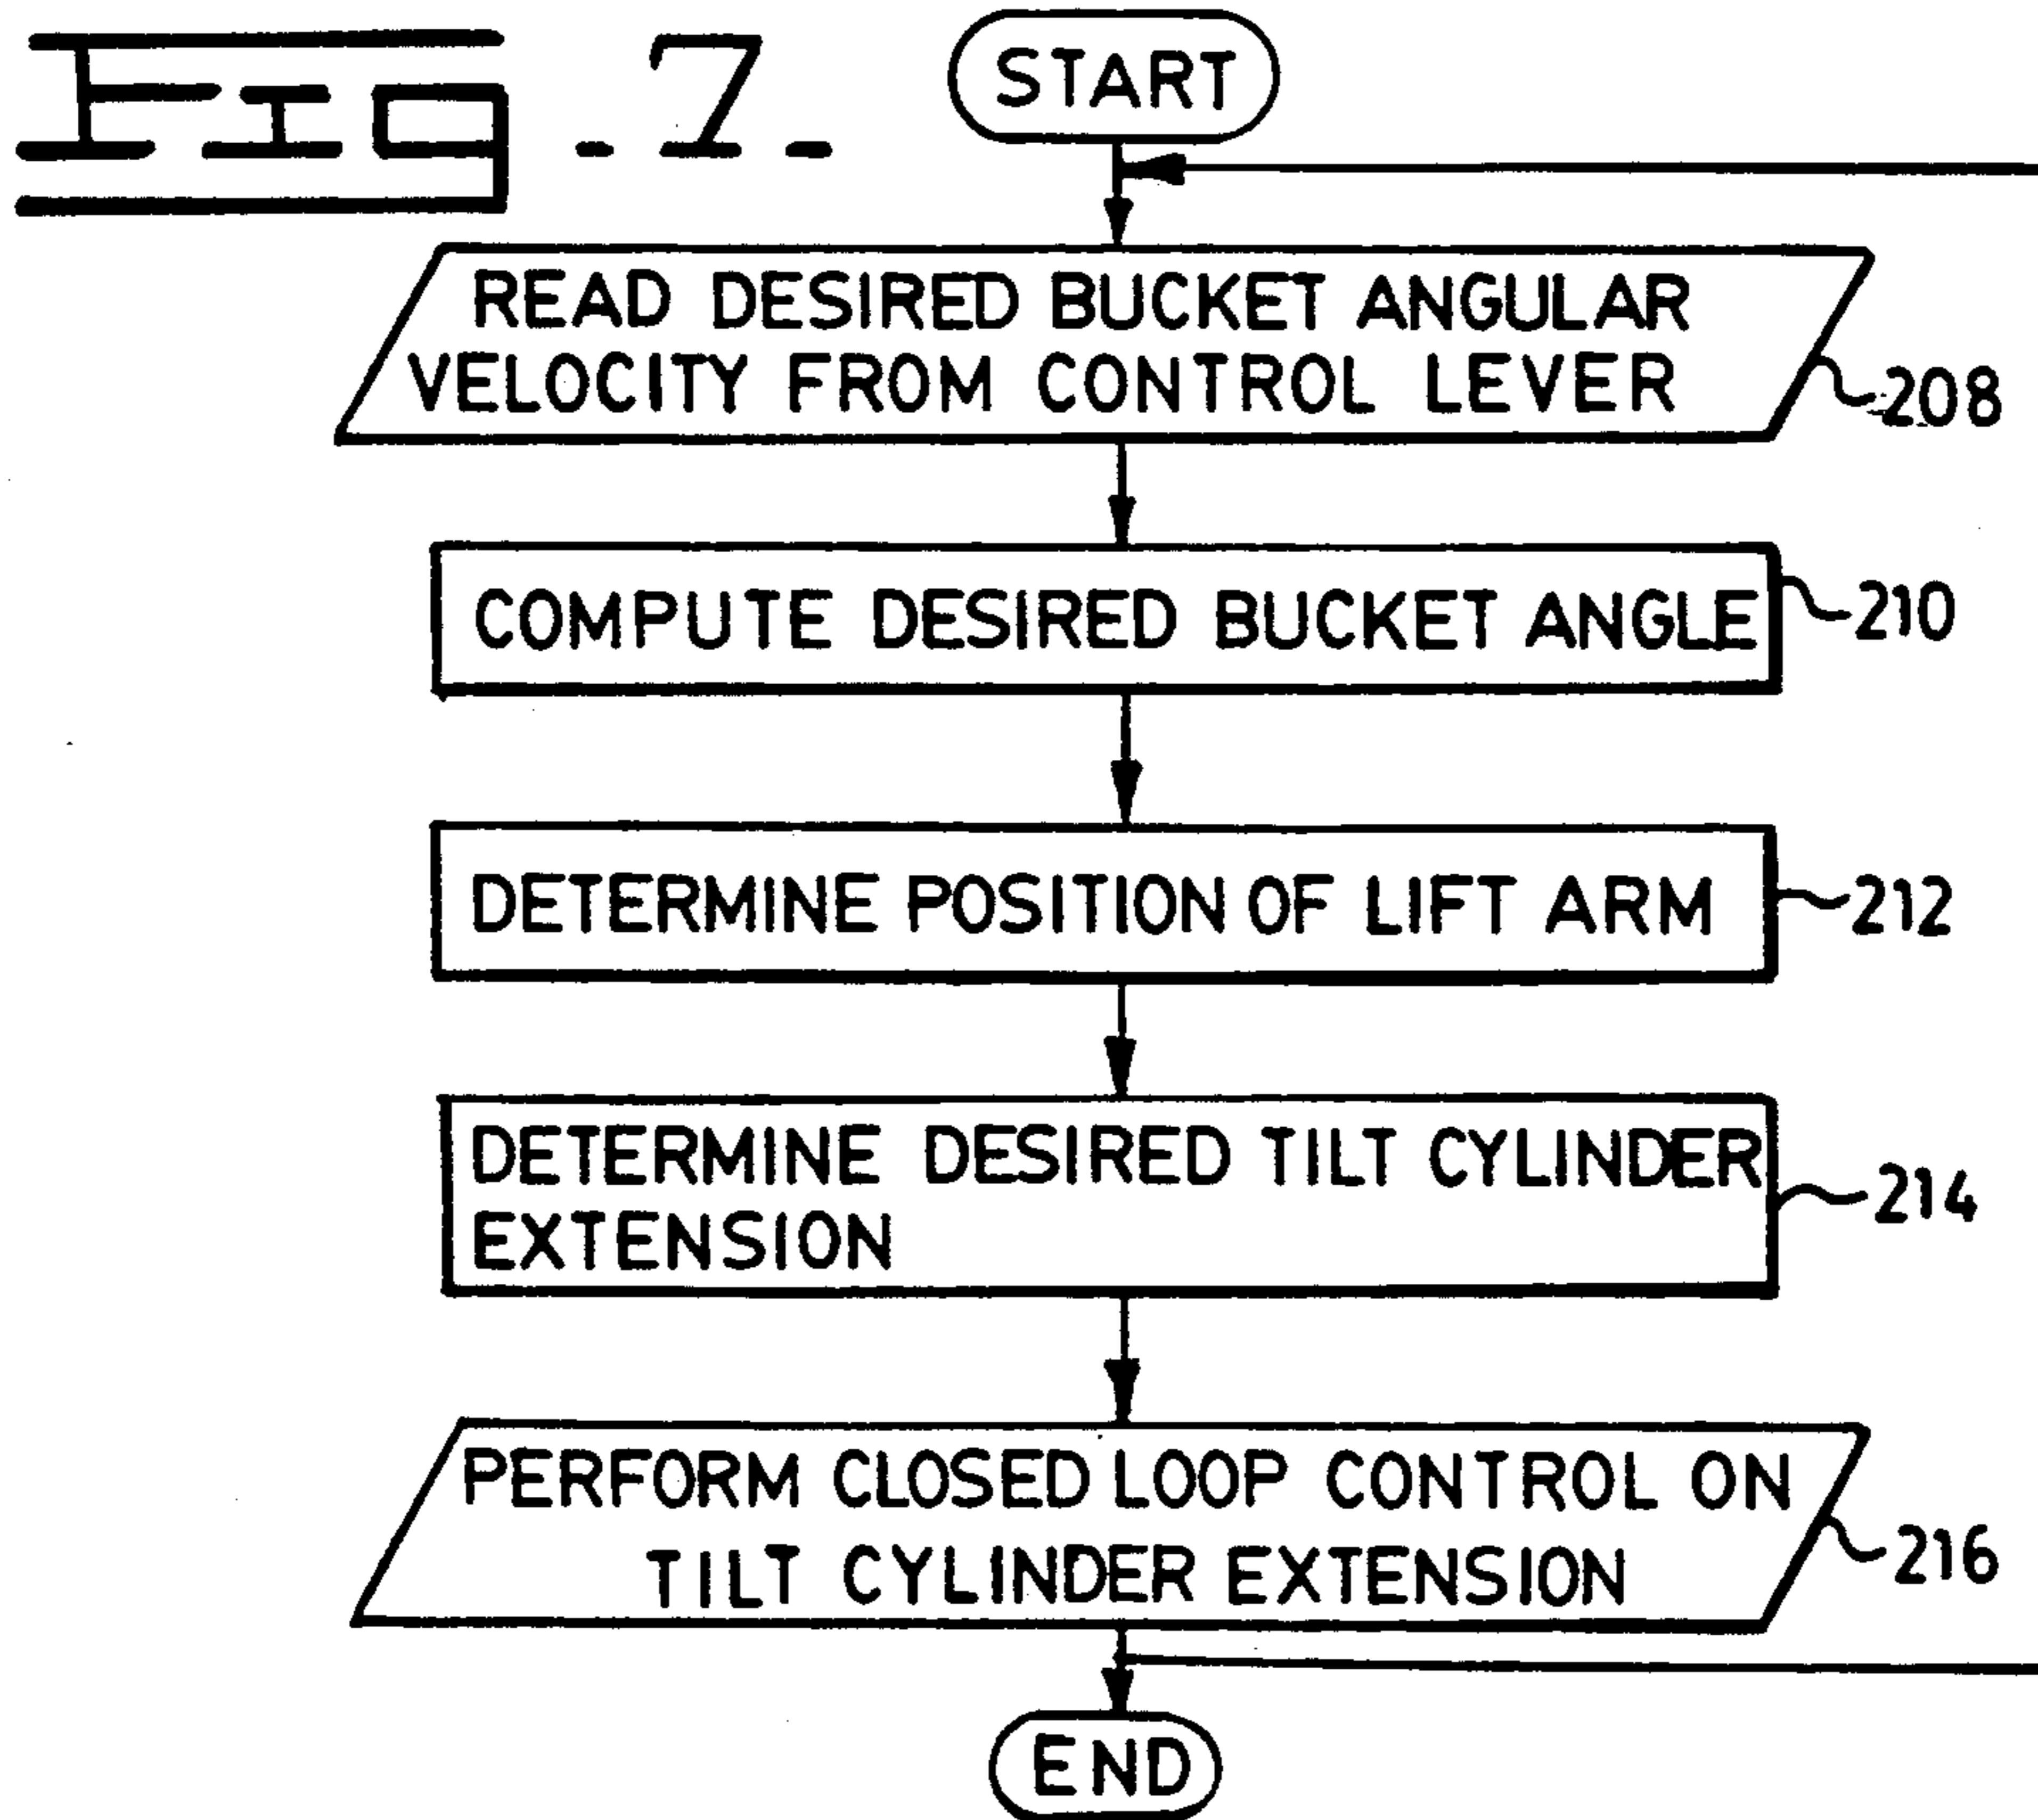 FIG. 7.
START
READ DESIRED BUCKET ANGULAR
VELOCITY FROM CONTROL LEVER
208
COMPUTE DESIRED BUCKET ANGLE
210
DETERMINE POSITION OF LIFT ARM
212
DETERMINE DESIRED TILT CYLINDER
EXTENSION
214
PERFORM CLOSED LOOP CONTROL ON
TILT CYLINDER EXTENSION
216
END